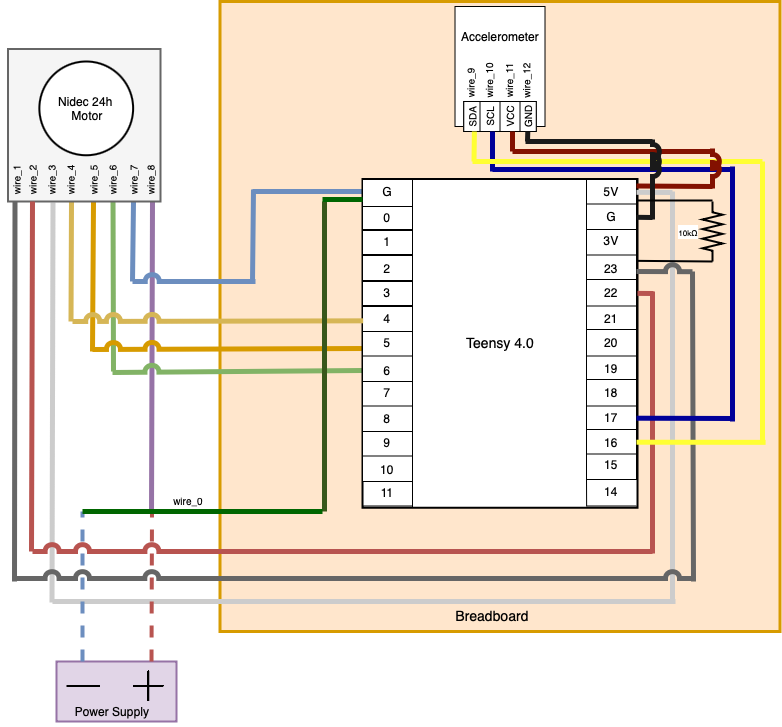 Accelerometer
wire_9
wire_10
wire_11
wire_12
SDA
SCL
VCC
GND
Nidec 24h
Motor
wire_1
wire_2
wire_3
wire_4
wire_5
wire_6
wire_7
wire_8
G
0
1
2
3
4
5
6
7
8
9
10
11
Teensy 4.0
5V
G
3V
23
22
21
20
19
18
17
16
15
14
10kΩ
wire_0
Breadboard
Power Supply